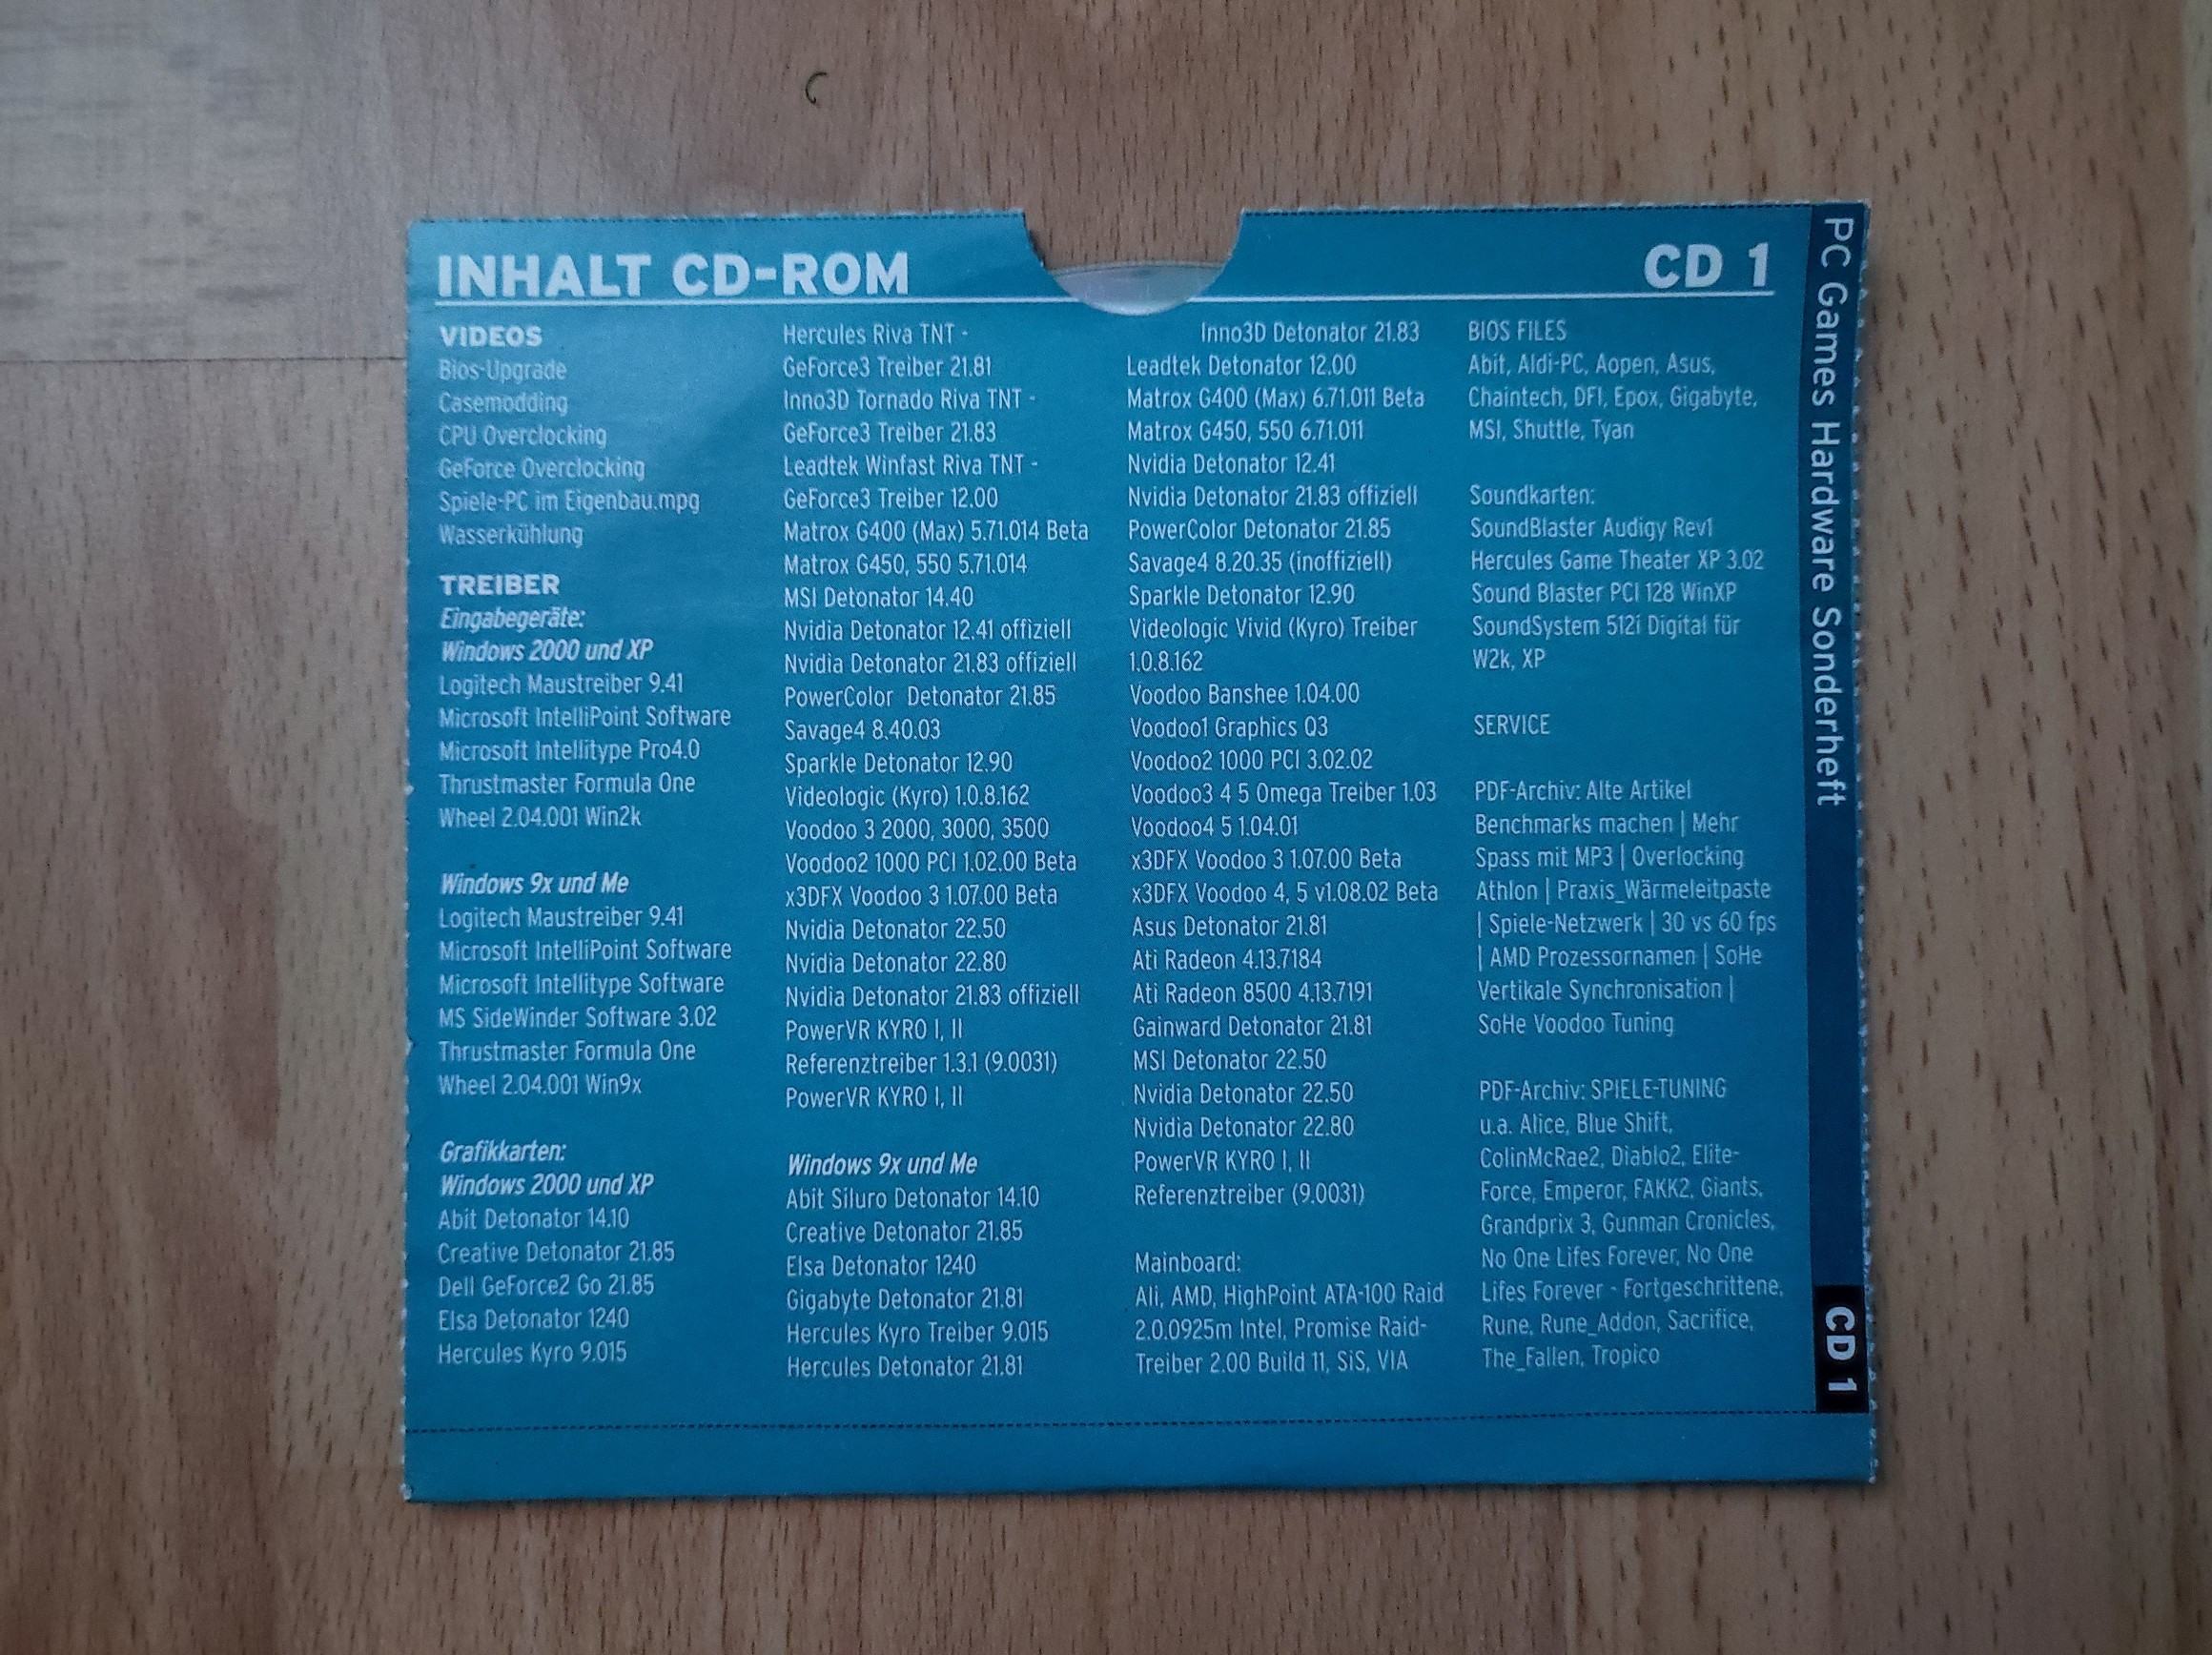 INHALT CD-ROM
CD 1
VIDEOS
Bios-Upgrade
Casemodding
CPU Overclocking
GeForce Overclocking
Spiele-PC im Eigenbau.mpg
Wasserkühlung
TREIBER
Eingabegeräte:
Windows 2000 und XP
Logitech Maustreiber 9.41
Microsoft IntelliPoint Software
Microsoft Intellitype Pro4.0
Thrustmaster Formula One
Wheel 2.04.001 Win2k
Windows 9x und Me
Logitech Maustreiber 9.41
Microsoft IntelliPoint Software
Microsoft Intellitype Software
MS SideWinder Software 3.02
Thrustmaster Formula One
Wheel 2.04.001 Win9x
Grafikkarten:
Windows 2000 und XP
Abit Detonator 14.10
Creative Detonator 21.85
Dell GeForce2 Go 21.85
Elsa Detonator 1240
Hercules Kyro 9.015
Hercules Riva TNT -
GeForce3 Treiber 21.81
Inno3D Tornado Riva TNT -
GeForce3 Treiber 21.83
Leadtek Winfast Riva TNT -
GeForce3 Treiber 12.00
Matrox G400 (Max) 5.71.014 Beta
Matrox G450, 550 5.71.014
MSI Detonator 14.40
Nvidia Detonator 12.41 offiziell
Nvidia Detonator 21.83 offiziell
PowerColor Detonator 21.85
Savage4 8.40.03
Sparkle Detonator 12.90
Videologic (Kyro) 1.0.8.162
Voodoo 3 2000, 3000, 3500
Voodoo2 1000 PCI 1.02.00 Beta
x3DFX Voodoo 3 1.07.00 Beta
Nvidia Detonator 22.50
Nvidia Detonator 22.80
Nvidia Detonator 21.83 offiziell
PowerVR KYRO I, II
Referenztreiber 1.3.1 (9.0031)
PowerVR KYRO I, II
Windows 9x und Me
Abit Siluro Detonator 14.10
Creative Detonator 21.85
Elsa Detonator 1240
Gigabyte Detonator 21.81
Hercules Kyro Treiber 9.015
Hercules Detonator 21.81
Inno3D Detonator 21.83
Leadtek Detonator 12.00
Matrox G400 (Max) 6.71.011 Beta
Matrox G450, 550 6.71.011
Nvidia Detonator 12.41
Nvidia Detonator 21.83 offiziell
PowerColor Detonator 21.85
Savage4 8.20.35 (inoffiziell)
Sparkle Detonator 12.90
Videologic Vivid (Kyro) Treiber
1.0.8.162
Voodoo Banshee 1.04.00
Voodoo1 Graphics Q3
Voodoo2 1000 PCI 3.02.02
Voodoo3 4 5 Omega Treiber 1.03
Voodoo4 5 1.04.01
x3DFX Voodoo 3 1.07.00 Beta
x3DFX Voodoo 4, 5 v1.08.02 Beta
Asus Detonator 21.81
Ati Radeon 4.13.7184
Ati Radeon 8500 4.13.7191
Gainward Detonator 21.81
MSI Detonator 22.50
Nvidia Detonator 22.50
Nvidia Detonator 22.80
PowerVR KYRO I, II
Referenztreiber (9.0031)
Mainboard:
Ali, AMD, HighPoint ATA-100 Raid
2.0.0925m Intel, Promise Raid-
Treiber 2.00 Build 11, SiS, VIA
BIOS FILES
Abit, Aldi-PC, Aopen, Asus,
Chaintech, DFI, Epox, Gigabyte,
MSI, Shuttle, Tyan
Soundkarten:
SoundBlaster Audigy Rev1
Hercules Game Theater XP 3.02
Sound Blaster PCI 128 WinXP
SoundSystem 512i Digital für
W2k, XP
SERVICE
PDF-Archiv: Alte Artikel
Benchmarks machen | Mehr
Spass mit MP3 | Overlocking
Athlon | Praxis_Wärmeleitpaste
| Spiele-Netzwerk | 30 vs 60 fps
| AMD Prozessornamen | SoHe
Vertikale Synchronisation |
SoHe Voodoo Tuning
PDF-Archiv: SPIELE-TUNING
u.a. Alice, Blue Shift,
ColinMcRae2, Diablo2, Elite-
Force, Emperor, FAKK2, Giants,
Grandprix 3, Gunman Cronicles,
No One Lifes Forever, No One
Lifes Forever - Fortgeschrittene,
Rune, Rune_Addon, Sacrifice,
The_Fallen, Tropico
PC Games Hardware Sonderheft
CD 1